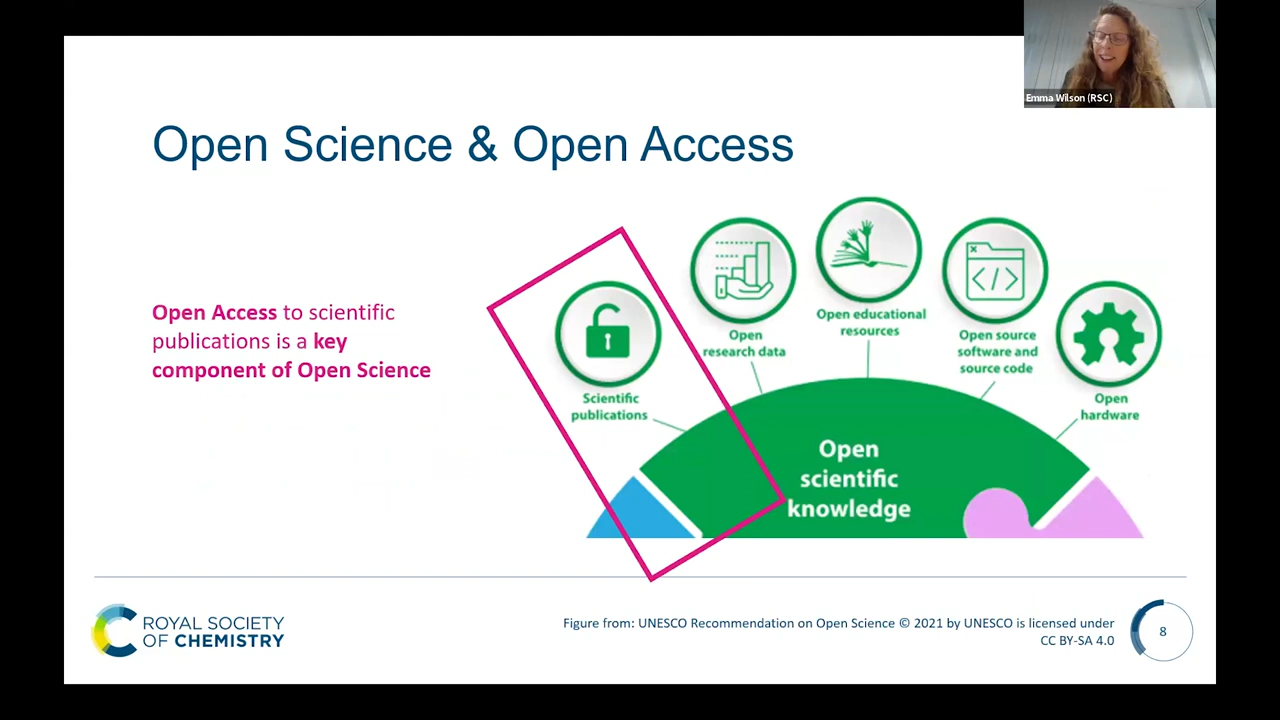 Emma Wilson (RSC)
Open Science & Open Access
Open Access to scientific
publications is a key
component of Open Science
Scientific
publications
Open
research data
Open educational
resources
Open source
software and
source code
Open
hardware
Open
scientific
knowledge
ROYAL SOCIETY
OF CHEMISTRY
Figure from: UNESCO Recommendation on Open Science © 2021 by UNESCO is licensed under
CC BY-SA 4.0
8